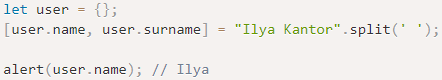 let user = {};
[user.name, user.surname] = "Ilya Kantor".split(' ');
alert(user.name); // Ilya